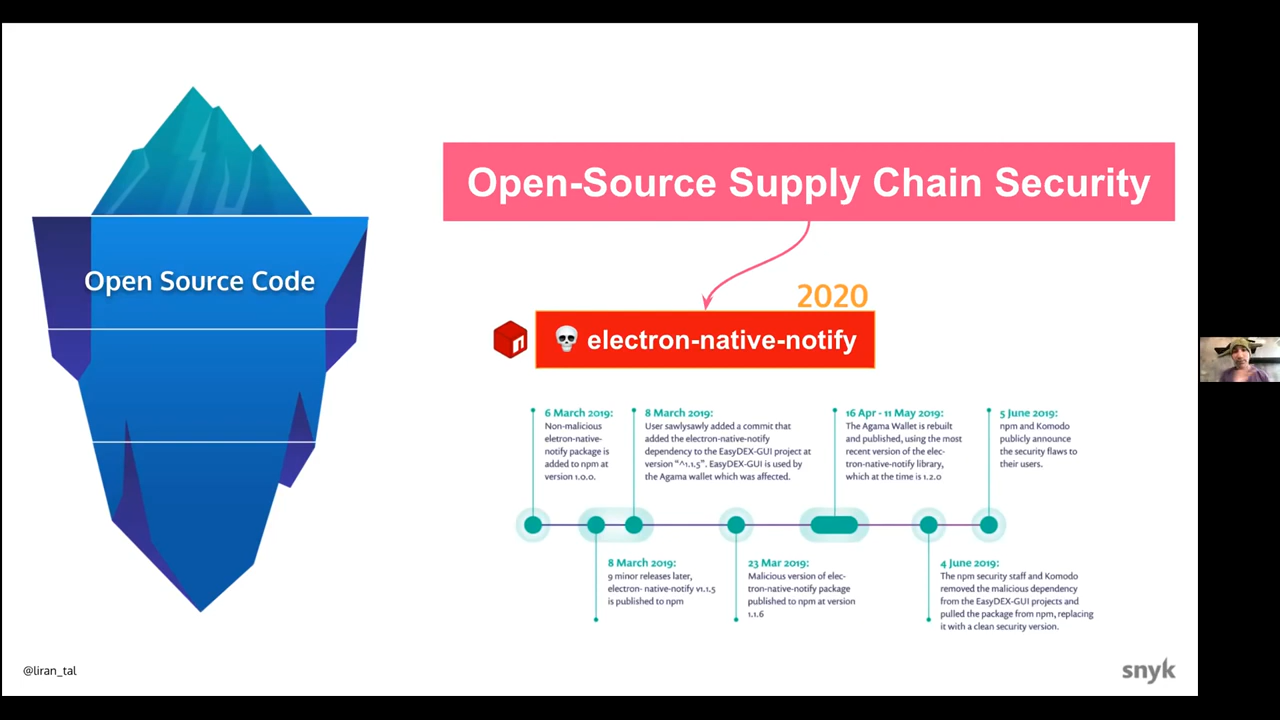 Open-Source Supply Chain Security
Open Source Code
2020
electron-native-notify
6 March 2019:
Non-malicious
eletron-native-
notify package is
added to npm at
version 1.0.0.
8 March 2019:
User sawlysawly added a commit that
added the electron-native-notify
dependency to the EasyDEX-GUI project at
version “^1.1.5”. EasyDEX-GUI is used by
the Agama wallet which was affected.
16 Apr - 11 May 2019:
The Agama Wallet is rebuilt
and published, using the most
recent version of the elec-
tron-native-notify library,
which at the time is 1.2.0
5 June 2019:
npm and Komodo
publicly announce
the security flaws to
their users.
8 March 2019:
9 minor releases later,
electron- native-notify v1.1.5
is published to npm
23 Mar 2019:
Malicious version of elec-
tron-native-notify package
published to npm at version
1.1.6
4 June 2019:
The npm security staff and Komodo
removed the malicious dependency
from the EasyDEX-GUI projects and
pulled the package from npm, replacing
it with a clean security version.
@liran_tal
snyk